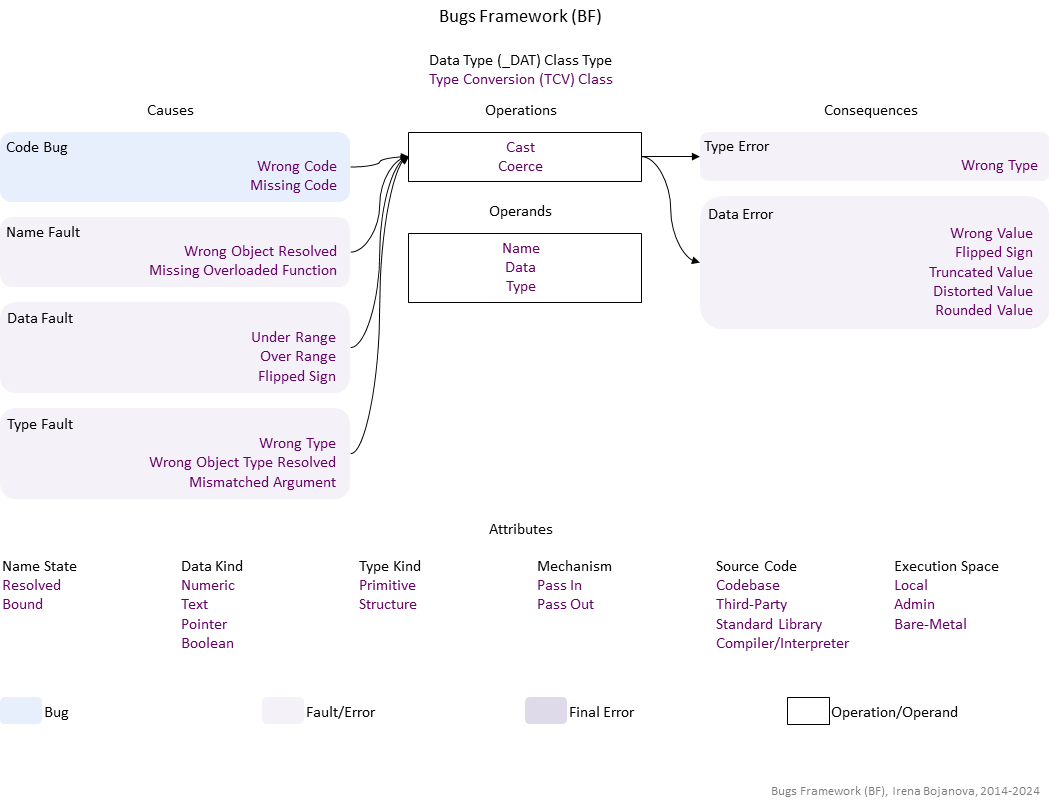 Bugs Framework (BF)
Data Type (_DAT) Class Type
Type Conversion (TCV) Class
Causes
Operations
Consequences
Code Bug
Wrong Code
Missing Code
Name Fault
Wrong Object Resolved
Missing Overloaded Function
Data Fault
Under Range
Over Range
Flipped Sign
Type Fault
Wrong Type
Wrong Object Type Resolved
Mismatched Argument
Cast
Coerce
Operands
Name
Data
Type
Type Error
Wrong Type
Data Error
Wrong Value
Flipped Sign
Truncated Value
Distorted Value
Rounded Value
Attributes
Name State
Resolved
Bound
Data Kind
Numeric
Text
Pointer
Boolean
Type Kind
Primitive
Structure
Mechanism
Pass In
Pass Out
Source Code
Codebase
Third-Party
Standard Library
Compiler/Interpreter
Execution Space
Local
Admin
Bare-Metal
Bug
Fault/Error
Final Error
Operation/Operand
Bugs Framework (BF), Irena Bojanova, 2014-2024